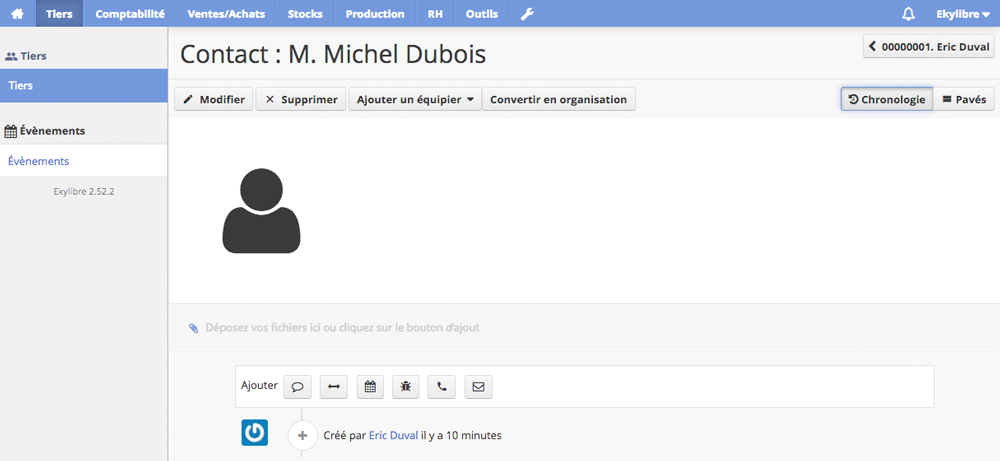 Tiers Comptabilité Ventes/Achats Stocks Production RH Outils Ekylibre
Tiers
Tiers
Évènements
Évènements
Ekylibre 2.52.2
Contact : M. Michel Dubois
00000001. Eric Duval
Modifier Supprimer Ajouter un équipier Convertir en organisation Chronologie Pavés
Déposez vos fichiers ici ou cliquez sur le bouton d'ajout
Ajouter
Créé par Eric Duval il y a 10 minutes